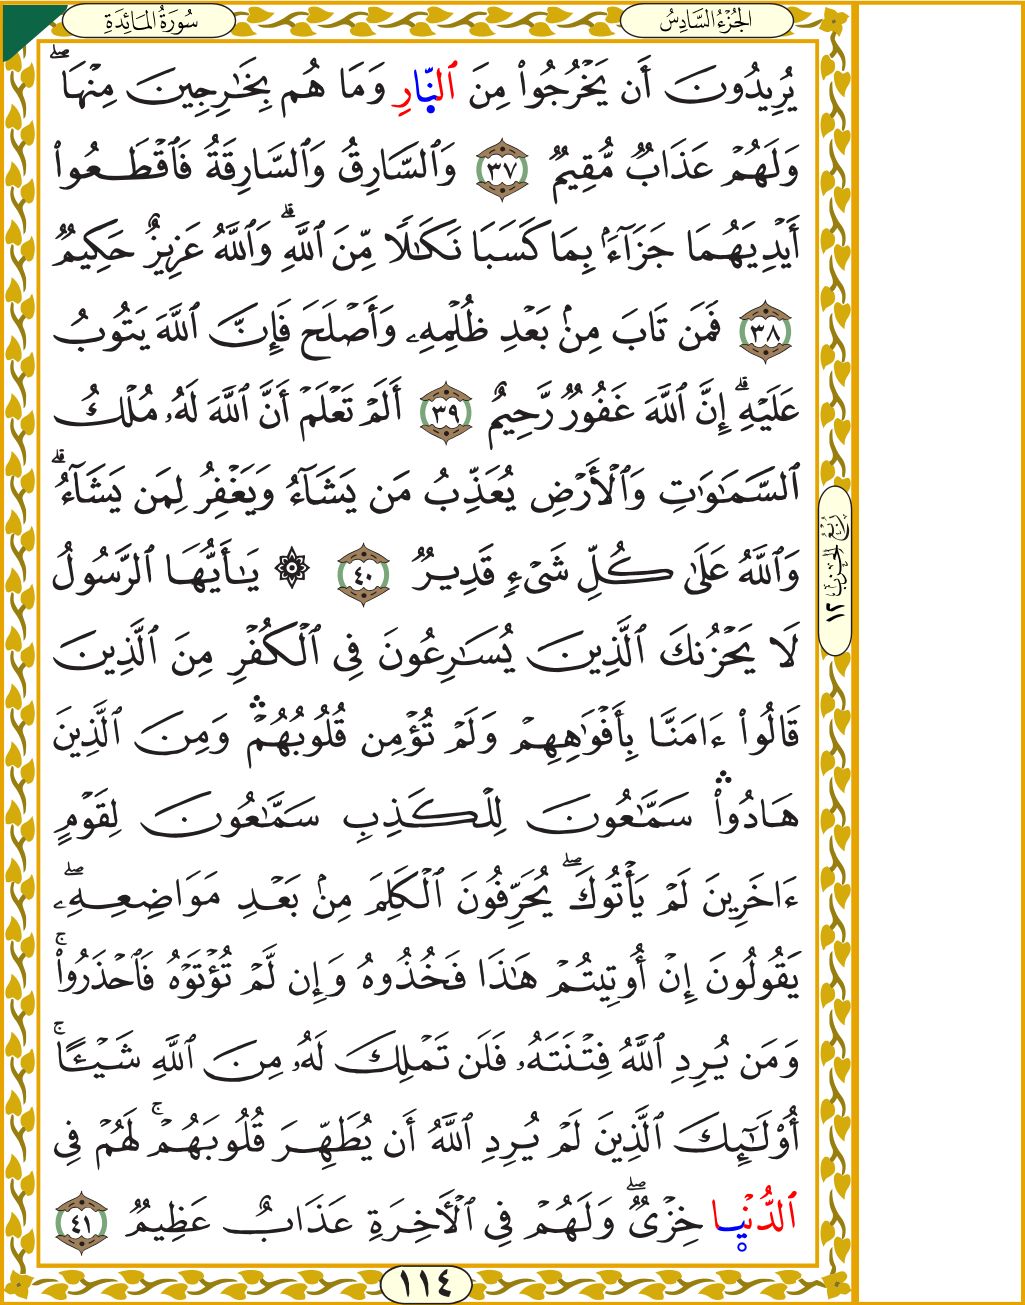 الجُزْءُ السَّادِسُ
سُورَةُ المَائِدَةِ
يُرِيدُونَ أَن يَخْرُجُوا۟ مِنَ ٱلنَّارِ وَمَا هُم بِخَٰرِجِينَ مِنْهَا ۖ
وَلَهُمْ عَذَابٌ مُّقِيمٌ ٣٧ وَٱلسَّارِقُ وَٱلسَّارِقَةُ فَٱقْطَعُوا۟
أَيْدِيَهُمَا جَزَآءًۢ بِمَا كَسَبَا نَكَٰلًا مِّنَ ٱللَّهِ ۗ وَٱللَّهُ عَزِيزٌ حَكِيمٌ
٣٨ فَمَن تَابَ مِنۢ بَعْدِ ظُلْمِهِۦ وَأَصْلَحَ فَإِنَّ ٱللَّهَ يَتُوبُ
عَلَيْهِ ۗ إِنَّ ٱللَّهَ غَفُورٌ رَّحِيمٌ ٣٩ أَلَمْ تَعْلَمْ أَنَّ ٱللَّهَ لَهُۥ مُلْكُ
ٱلسَّمَٰوَٰتِ وَٱلْأَرْضِ يُعَذِّبُ مَن يَشَآءُ وَيَغْفِرُ لِمَن يَشَآءُ ۗ
وَٱللَّهُ عَلَىٰ كُلِّ شَىْءٍ قَدِيرٌ ٤٠ ۞ يَٰٓأَيُّهَا ٱلرَّسُولُ
لَا يَحْزُنكَ ٱلَّذِينَ يُسَٰرِعُونَ فِى ٱلْكُفْرِ مِنَ ٱلَّذِينَ
قَالُوٓا۟ ءَامَنَّا بِأَفْوَٰهِهِمْ وَلَمْ تُؤْمِن قُلُوبُهُمْ ۛ وَمِنَ ٱلَّذِينَ
هَادُوا۟ ۛ سَمَّٰعُونَ لِلْكَذِبِ سَمَّٰعُونَ لِقَوْمٍ
ءَاخَرِينَ لَمْ يَأْتُوكَ ۖ يُحَرِّفُونَ ٱلْكَلِمَ مِنۢ بَعْدِ مَوَاضِعِهِۦ ۖ
يَقُولُونَ إِنْ أُوتِيتُمْ هَٰذَا فَخُذُوهُ وَإِن لَّمْ تُؤْتَوْهُ فَٱحْذَرُوا۟ ۚ
وَمَن يُرِدِ ٱللَّهُ فِتْنَتَهُۥ فَلَن تَمْلِكَ لَهُۥ مِنَ ٱللَّهِ شَيْـًٔا ۚ
أُو۟لَٰٓئِكَ ٱلَّذِينَ لَمْ يُرِدِ ٱللَّهُ أَن يُطَهِّرَ قُلُوبَهُمْ ۚ لَهُمْ فِى
ٱلدُّنْيَا خِزْىٌ ۖ وَلَهُمْ فِى ٱلْـَٔاخِرَةِ عَذَابٌ عَظِيمٌ ٤١
رُبْعُ الحِزْبِ ١٢
١١٤